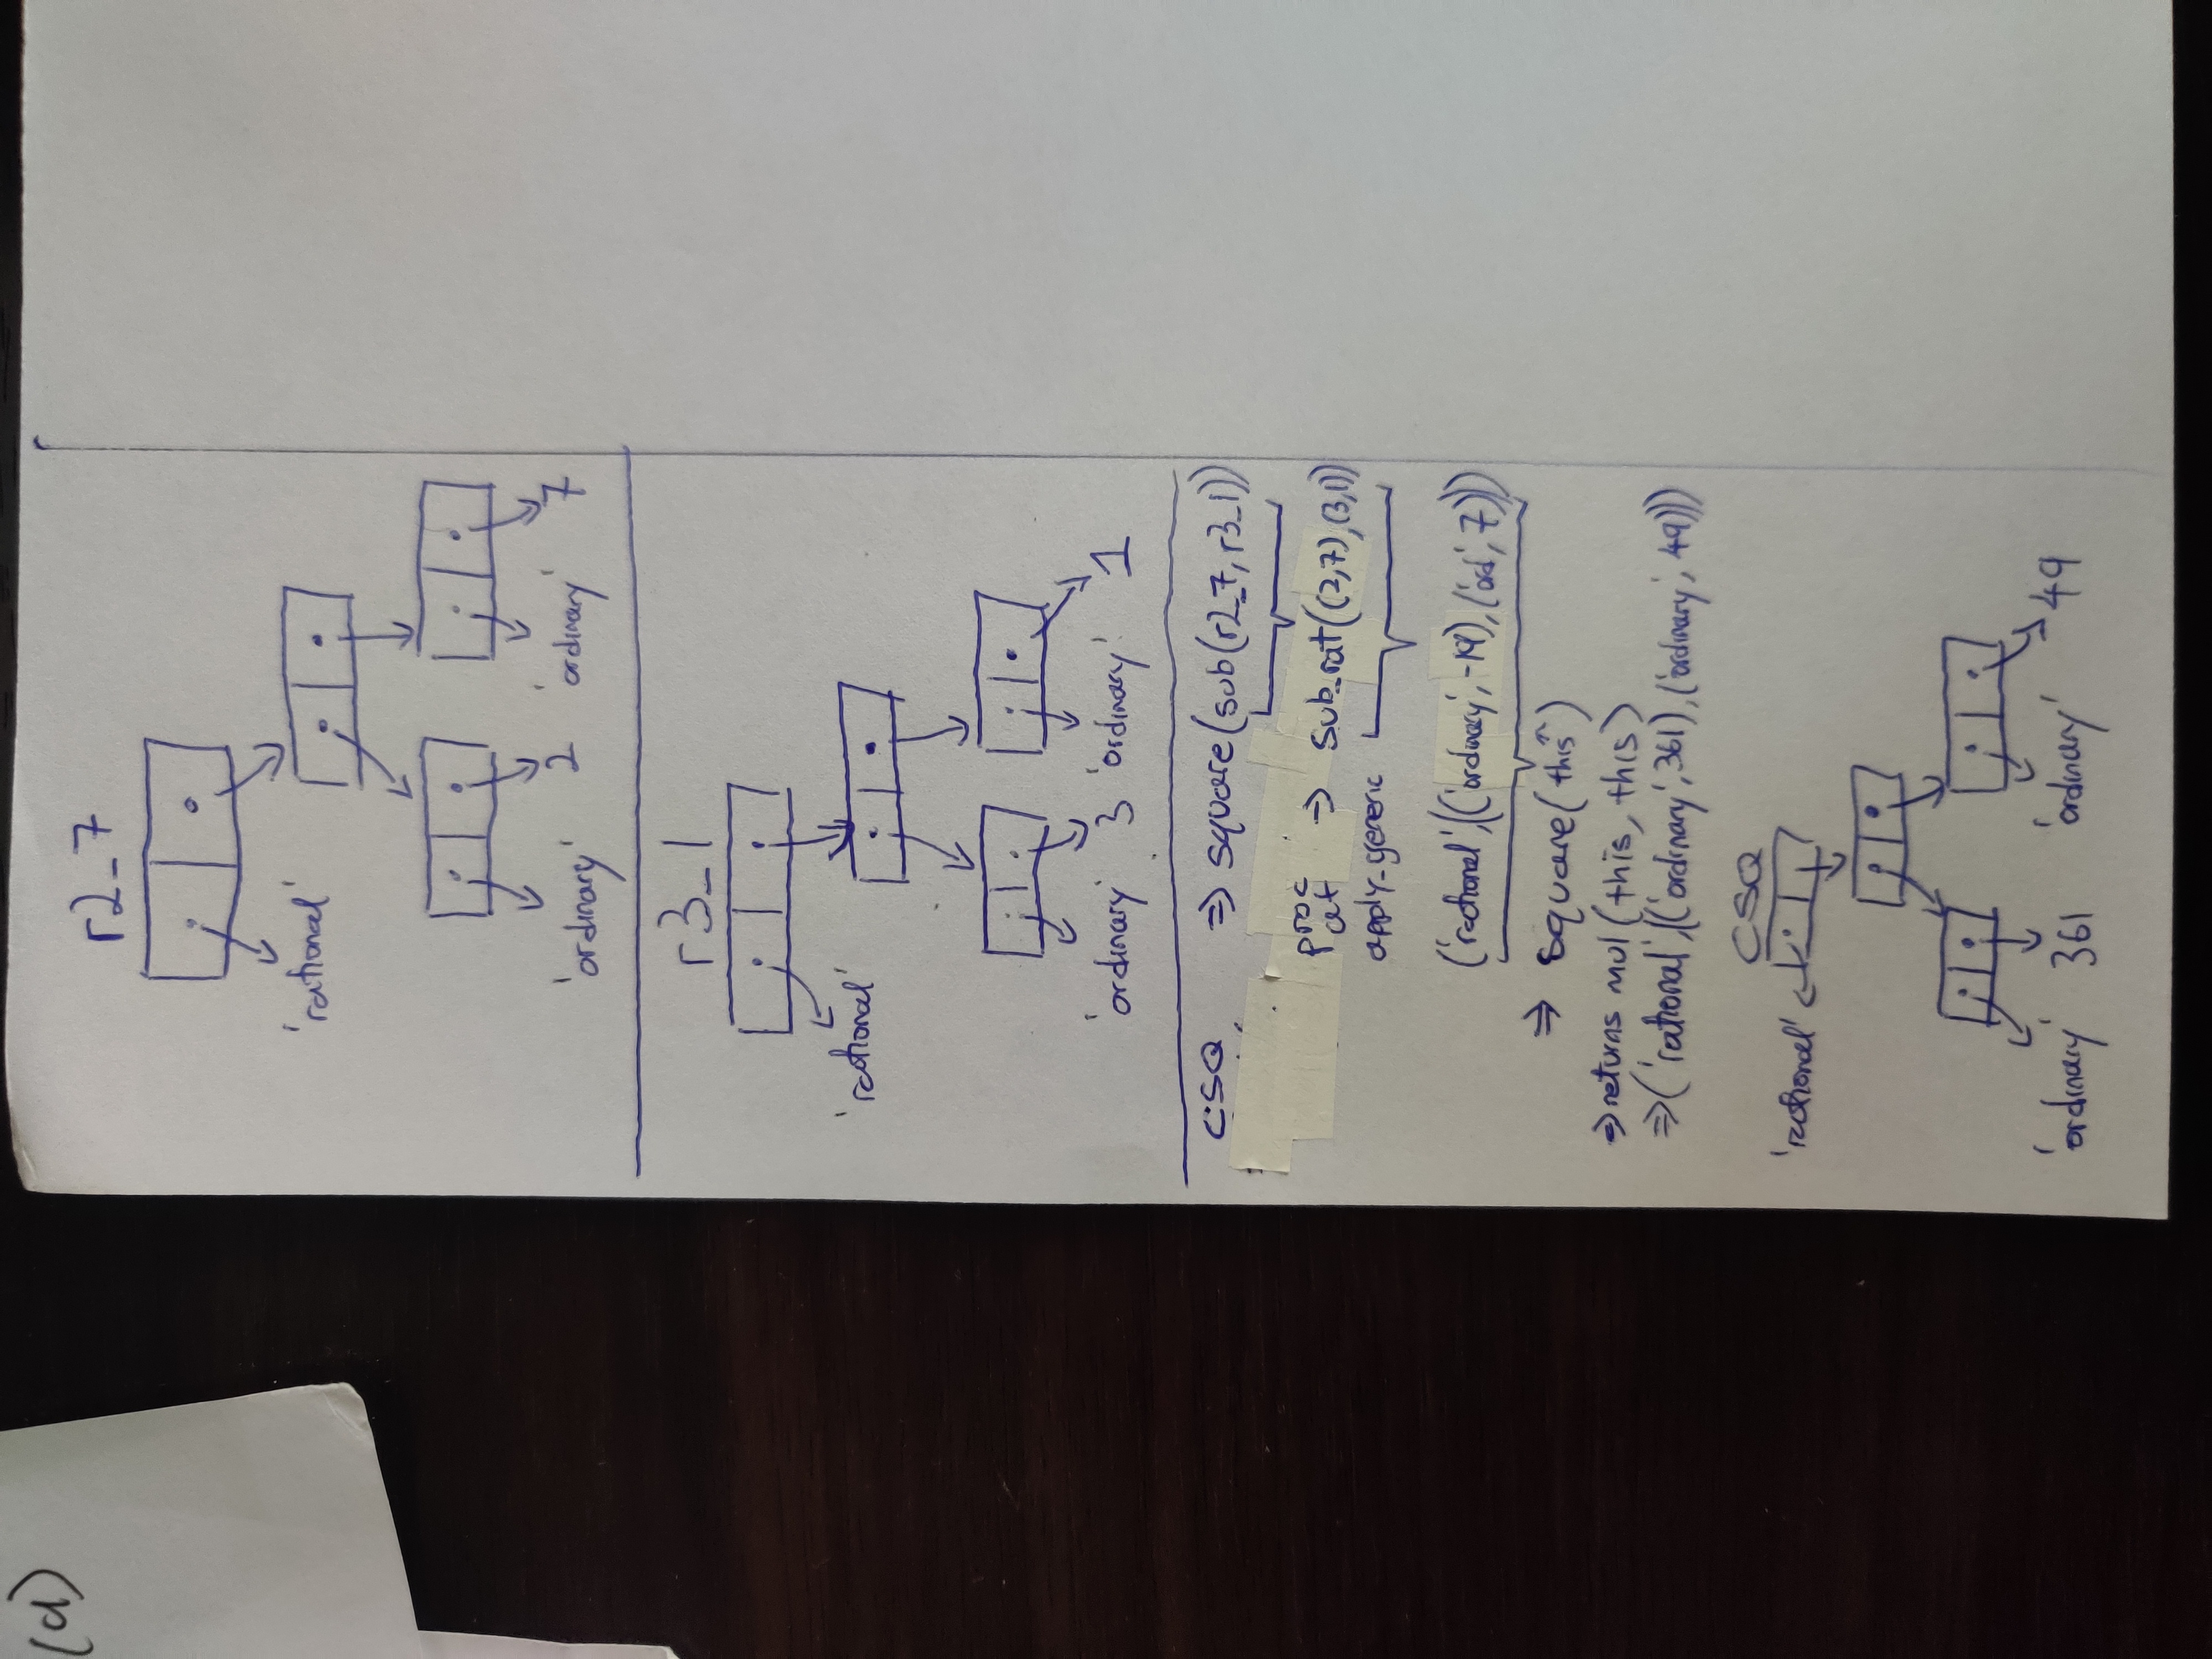 (d)
r2_7
'rational'
'ordinary' 2 'ordinary' 7
r3_1
'rational'
'ordinary' 3 'ordinary' 1
CSQ ⇒ square(sub(r2_7, r3_1))
proc
at ⇒ sub_rat((2,7),(3,1))
apply_generic
('rational',(('ordinary',-19),('ord',7)))
⇒ square(this^)
⇒ returns mul(this, this)
⇒('rational',(('ordinary',361),('ordinary',49)))
CSQ
'rational'
'ordinary' 361 'ordinary' 49